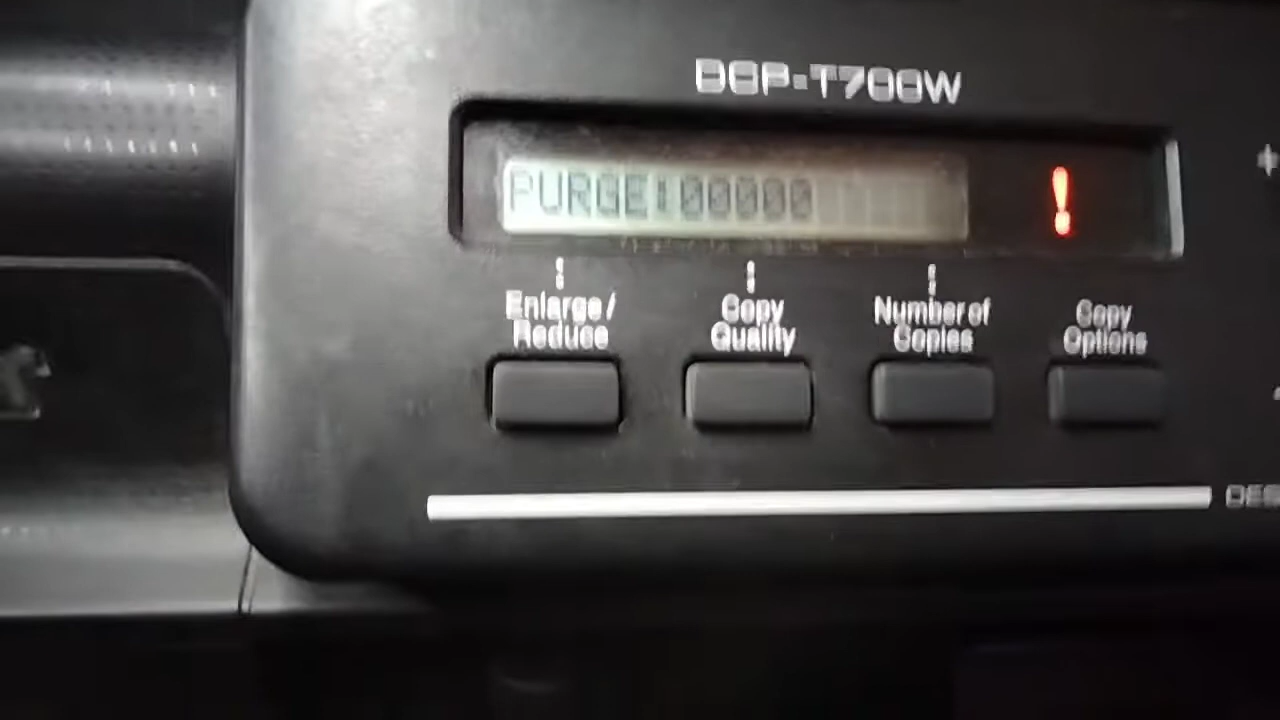 DCP-T700W
PURGE:00000
Enlarge/
Reduce
Copy
Quality
Number of
Copies
Copy
Options
+